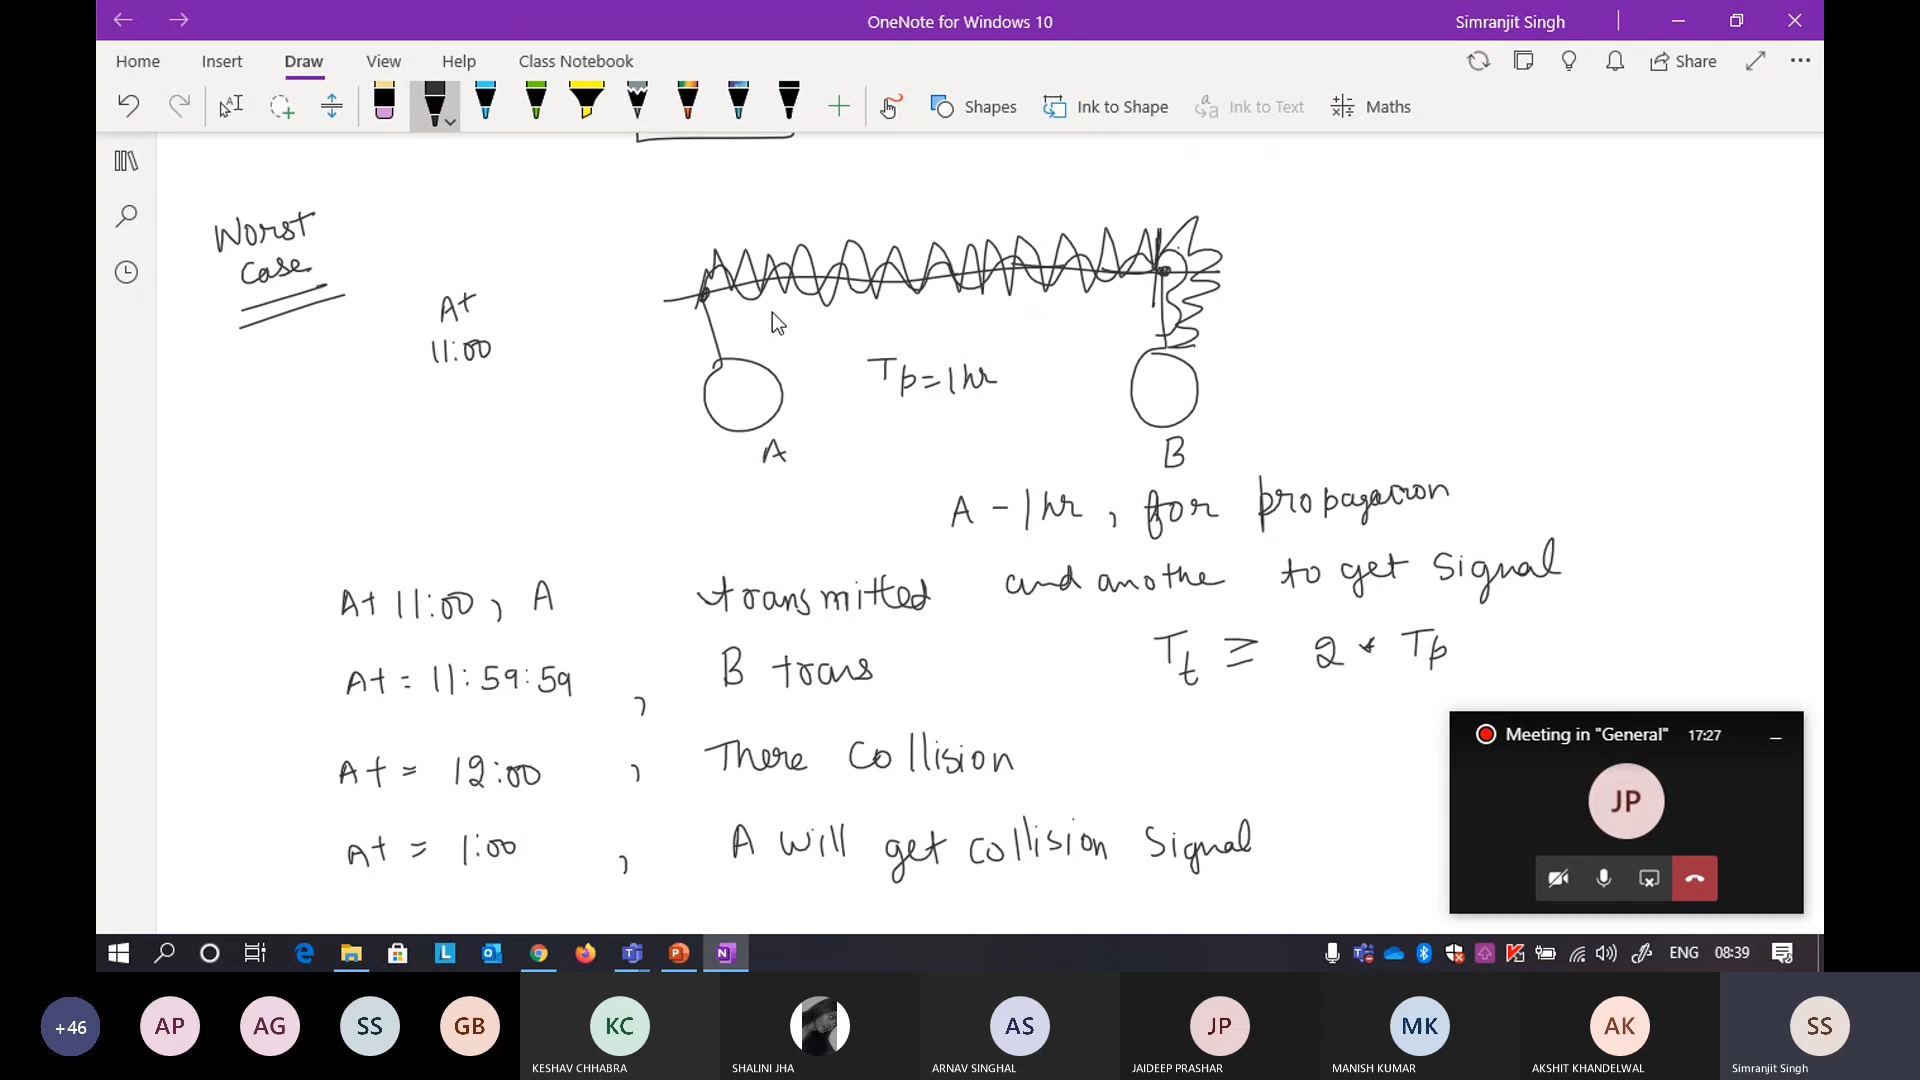 OneNote for Windows 10
Simranjit Singh
Home Insert Draw View Help Class Notebook
Share
Shapes Ink to Shape Ink to Text Maths
Worst
case
At
11:00
Tp=1hr
A
B
A - 1hr, for propagation
and anothe to get signal
At 11:00, A transmitted
Tt ≥ 2 * Tp
At = 11:59:59 , B trans
At = 12:00 , There collision
At = 1:00 , A will get collision signal
Meeting in "General" 17:27
JP
ENG 08:39
+46 AP AG SS GB KC AS JP MK AK SS
KESHAV CHHABRA SHALINI JHA ARNAV SINGHAL JAIDEEP PRASHAR MANISH KUMAR AKSHIT KHANDELWAL Simranjit Singh